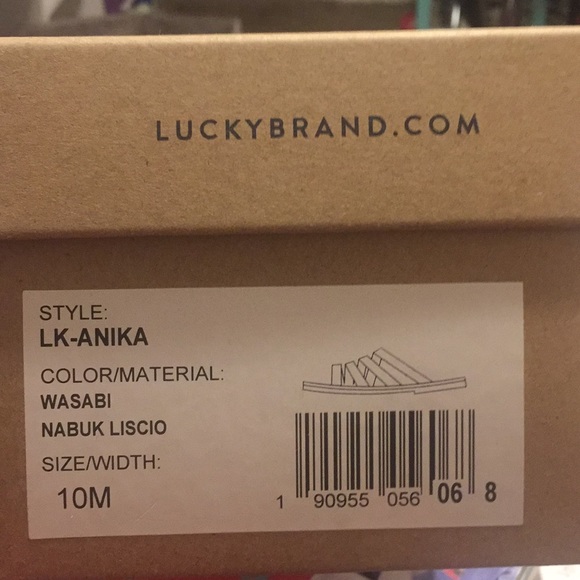 LUCKYBRAND.COM
STYLE:
LK-ANIKA
COLOR/MATERIAL:
WASABI
NABUK LISCIO
SIZE/WIDTH:
10M
1 90955 056 06 8